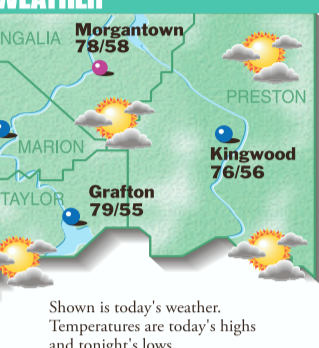 WEATHER
NGALIA
Morgantown
78/58
PRESTON
MARION
Kingwood
76/56
TAYLOR
Grafton
79/55
Shown is today's weather.
Temperatures are today's highs
and tonight's lows.